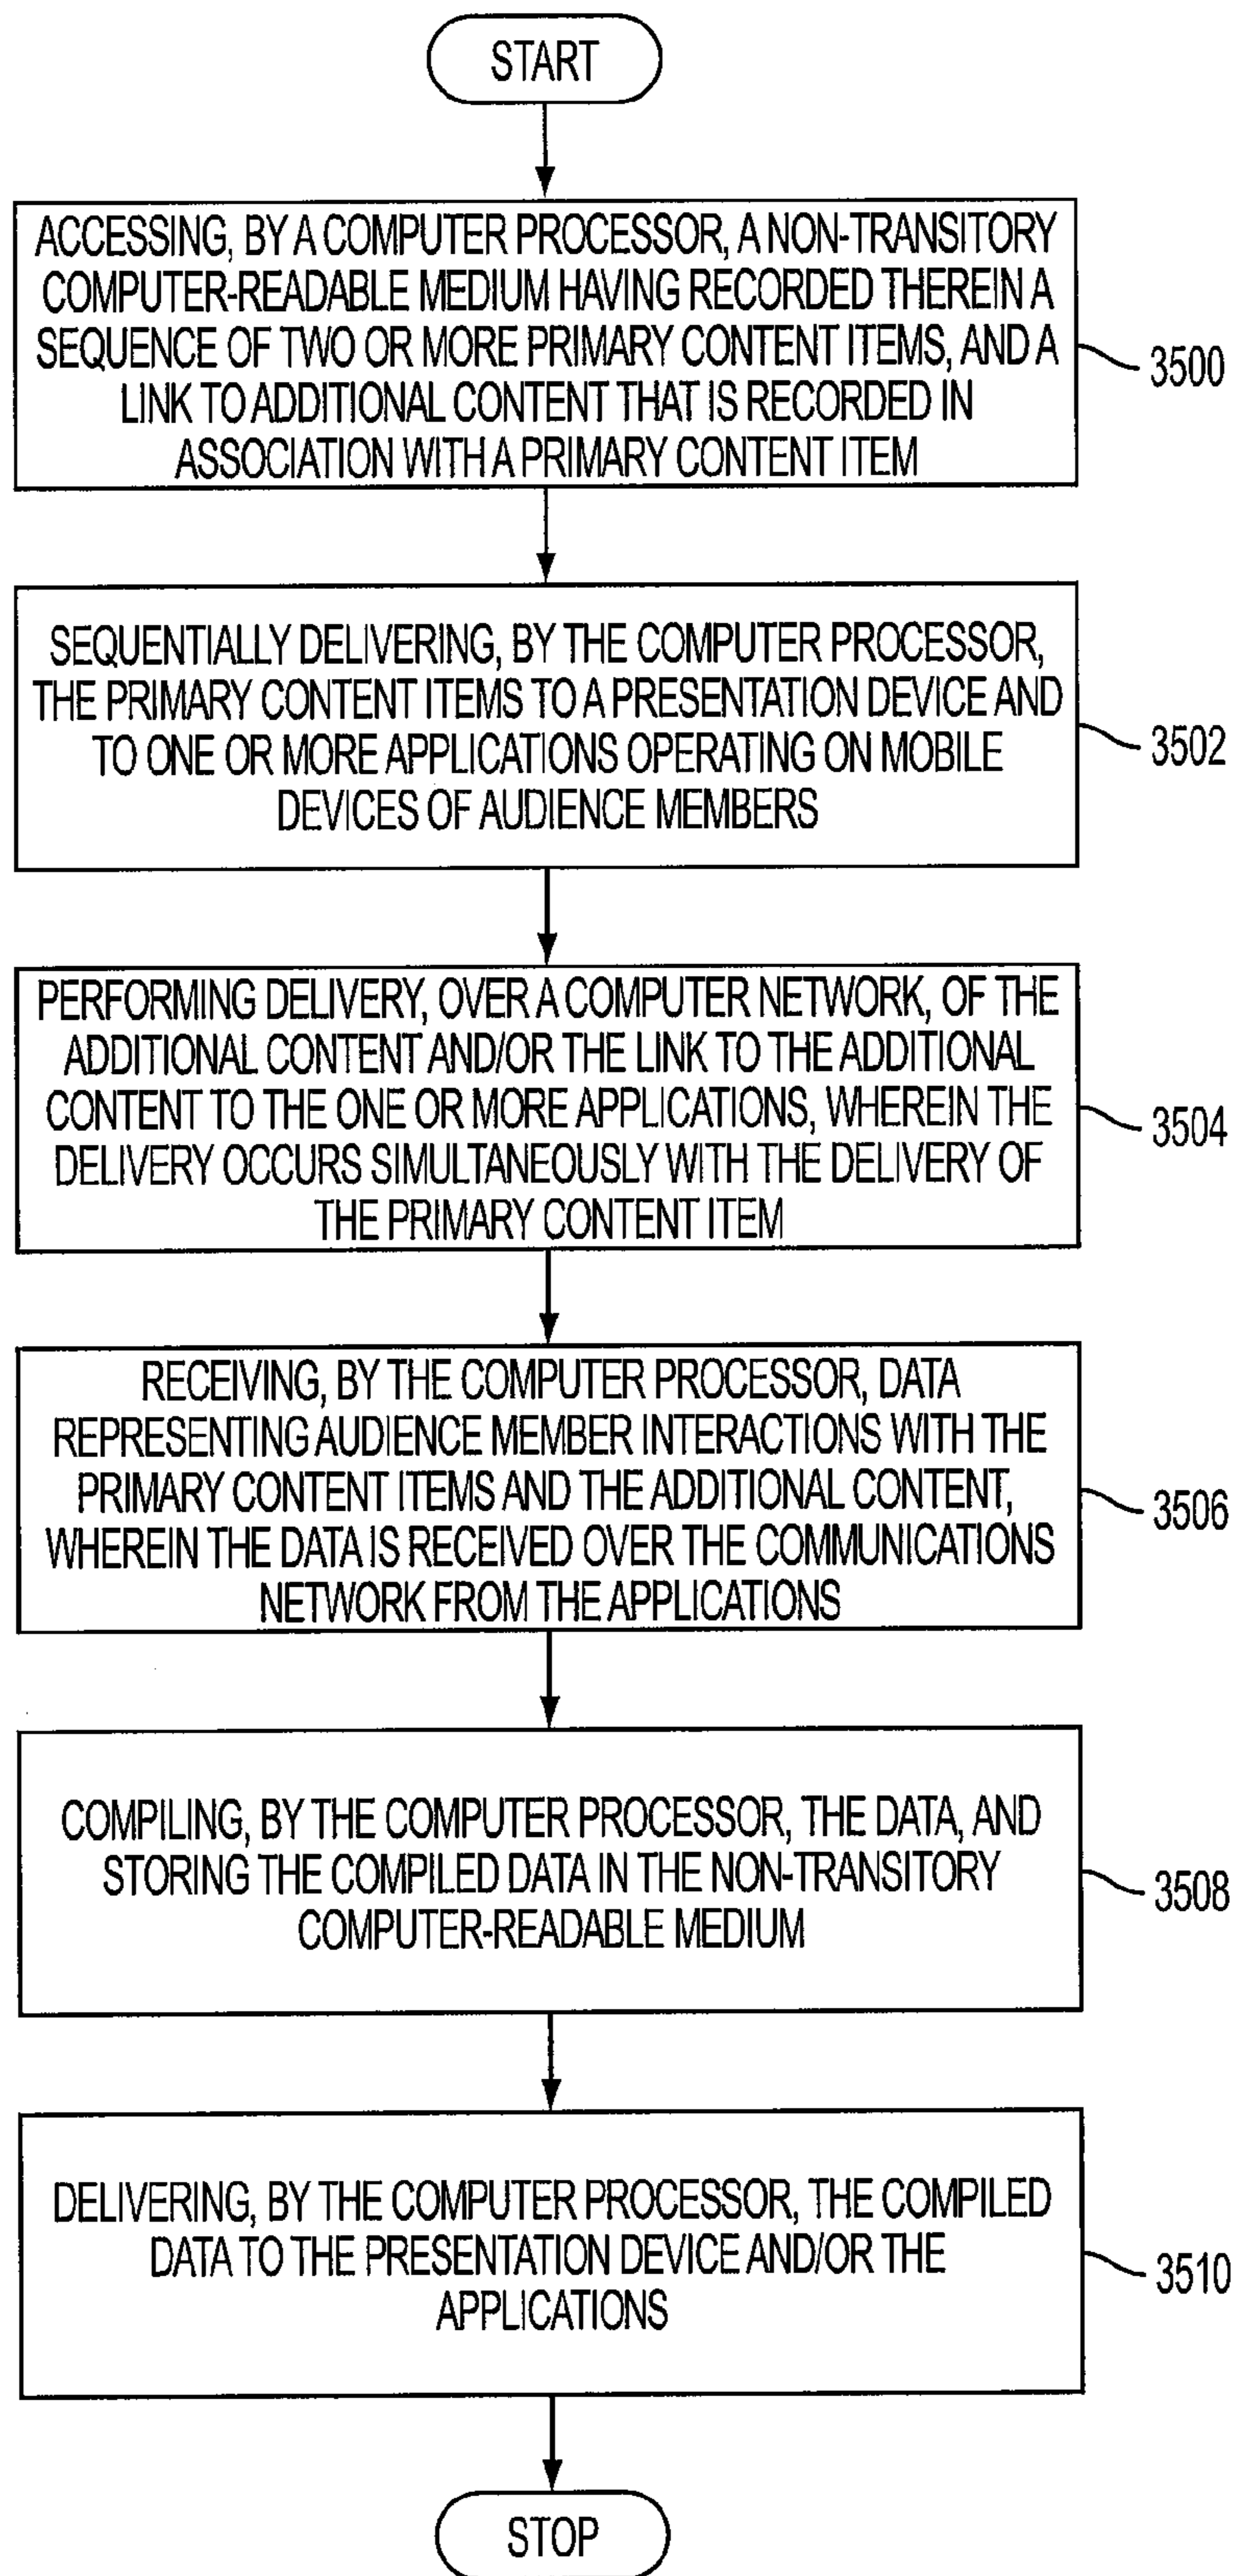 START
ACCESSING, BY A COMPUTER PROCESSOR, A NON-TRANSITORY
COMPUTER-READABLE MEDIUM HAVING RECORDED THEREIN A
SEQUENCE OF TWO OR MORE PRIMARY CONTENT ITEMS, AND A
LINK TO ADDITIONAL CONTENT THAT IS RECORDED IN
ASSOCIATION WITH A PRIMARY CONTENT ITEM
3500
SEQUENTIALLY DELIVERING, BY THE COMPUTER PROCESSOR,
THE PRIMARY CONTENT ITEMS TO A PRESENTATION DEVICE AND
TO ONE OR MORE APPLICATIONS OPERATING ON MOBILE
DEVICES OF AUDIENCE MEMBERS
3502
PERFORMING DELIVERY, OVER A COMPUTER NETWORK, OF THE
ADDITIONAL CONTENT AND/OR THE LINK TO THE ADDITIONAL
CONTENT TO THE ONE OR MORE APPLICATIONS, WHEREIN THE
DELIVERY OCCURS SIMULTANEOUSLY WITH THE DELIVERY OF
THE PRIMARY CONTENT ITEM
3504
RECEIVING, BY THE COMPUTER PROCESSOR, DATA
REPRESENTING AUDIENCE MEMBER INTERACTIONS WITH THE
PRIMARY CONTENT ITEMS AND THE ADDITIONAL CONTENT,
WHEREIN THE DATA IS RECEIVED OVER THE COMMUNICATIONS
NETWORK FROM THE APPLICATIONS
3506
COMPILING, BY THE COMPUTER PROCESSOR, THE DATA, AND
STORING THE COMPILED DATA IN THE NON-TRANSITORY
COMPUTER-READABLE MEDIUM
3508
DELIVERING, BY THE COMPUTER PROCESSOR, THE COMPILED
DATA TO THE PRESENTATION DEVICE AND/OR THE
APPLICATIONS
3510
STOP